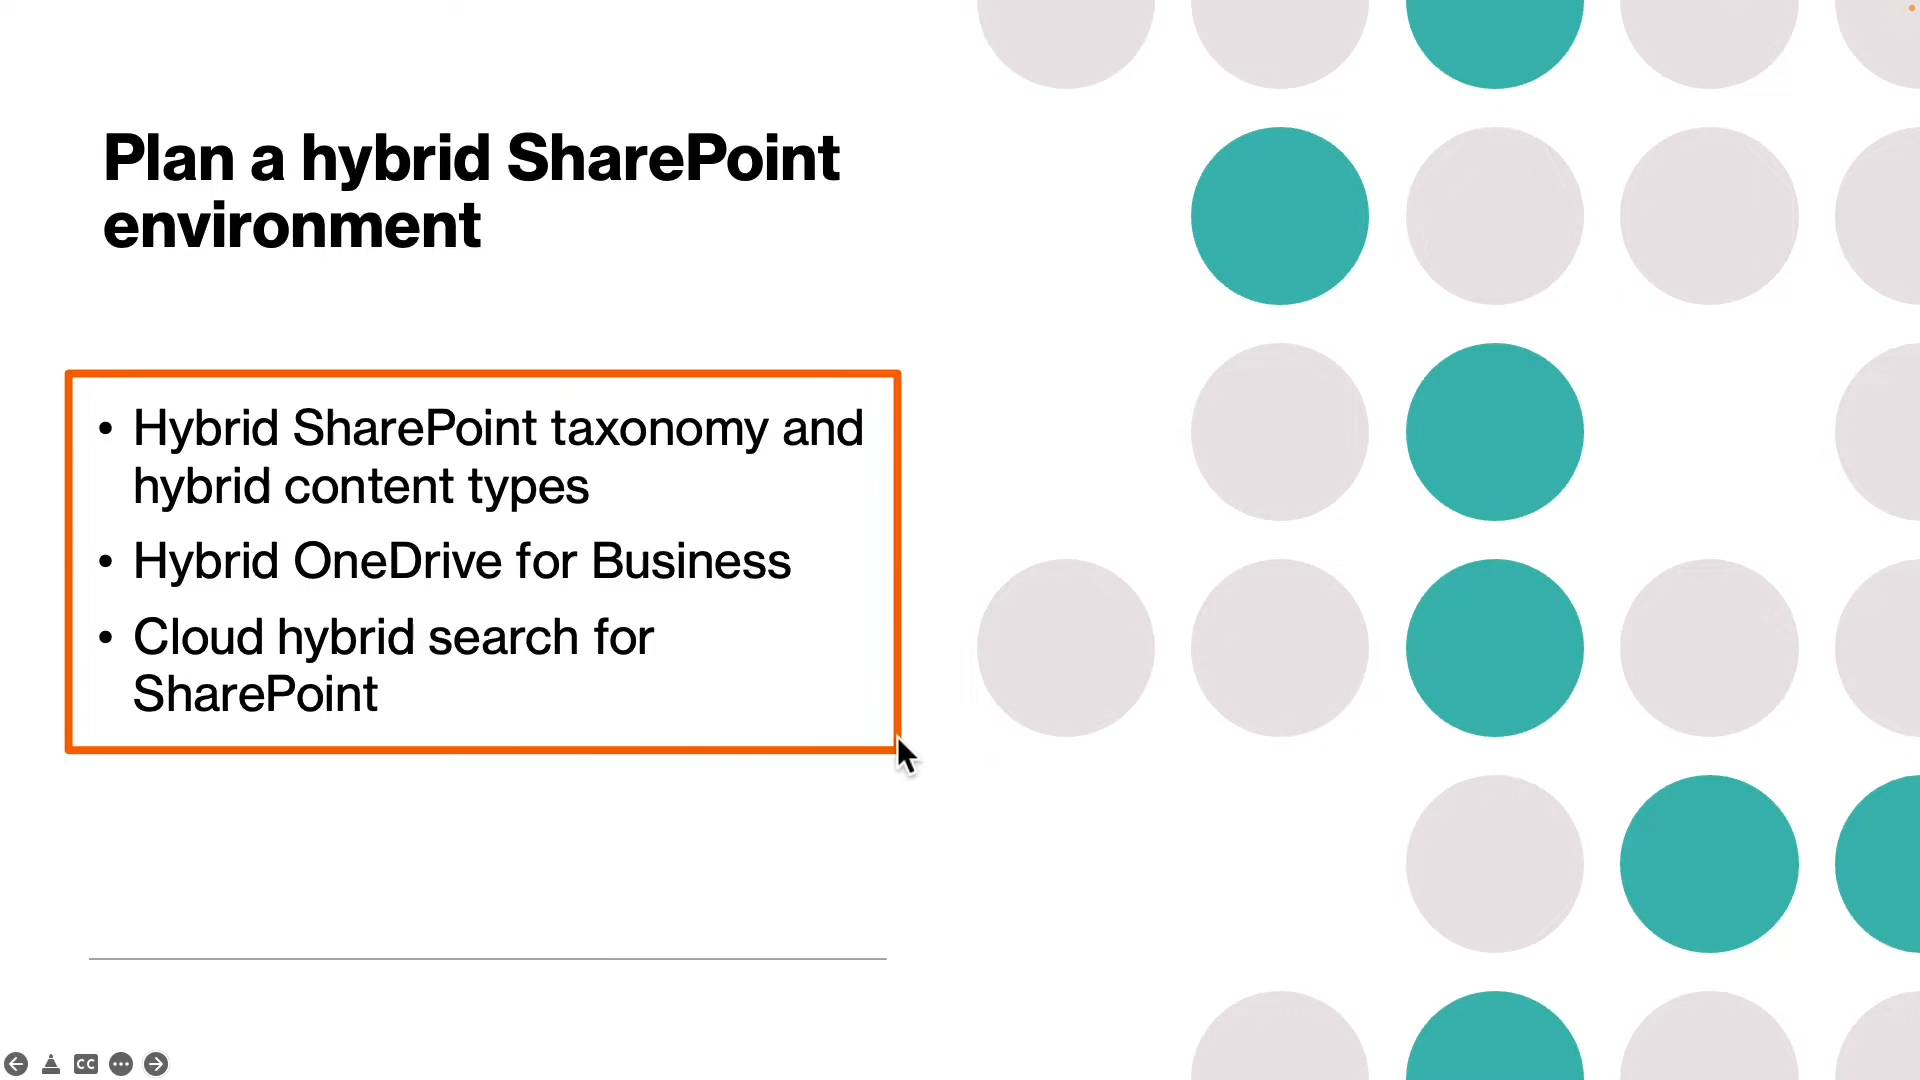 Plan a hybrid SharePoint
environment
• Hybrid SharePoint taxonomy and
hybrid content types
• Hybrid OneDrive for Business
• Cloud hybrid search for
SharePoint
CC